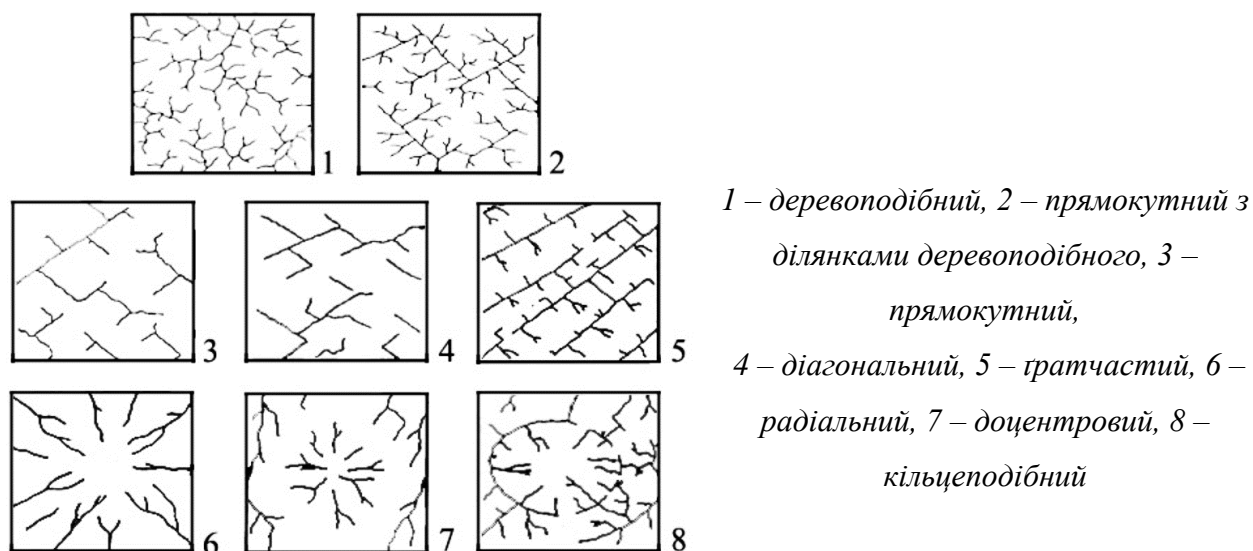 1
2
3
4
5
6
7
8
1 – деревоподібний, 2 – прямокутний з
ділянками деревоподібного, 3 –
прямокутний,
4 – діагональний, 5 – ґратчастий, 6 –
радіальний, 7 – доцентровий, 8 –
кільцеподібний